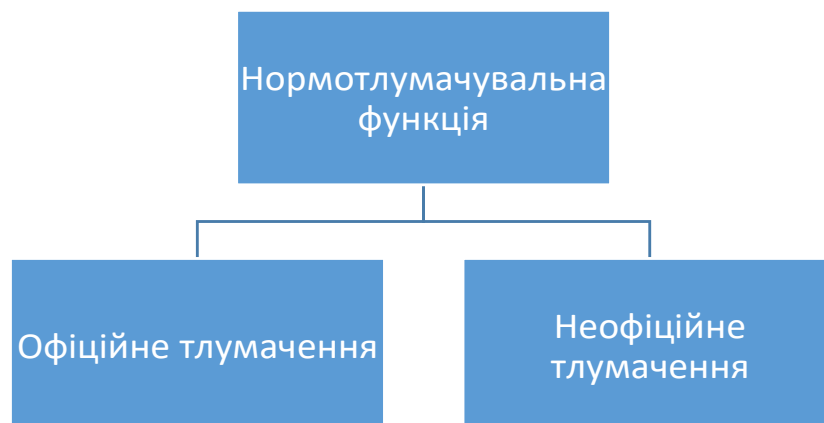 Нормотлумачувальна
функція
Офіційне тлумачення
Неофіційне
тлумачення